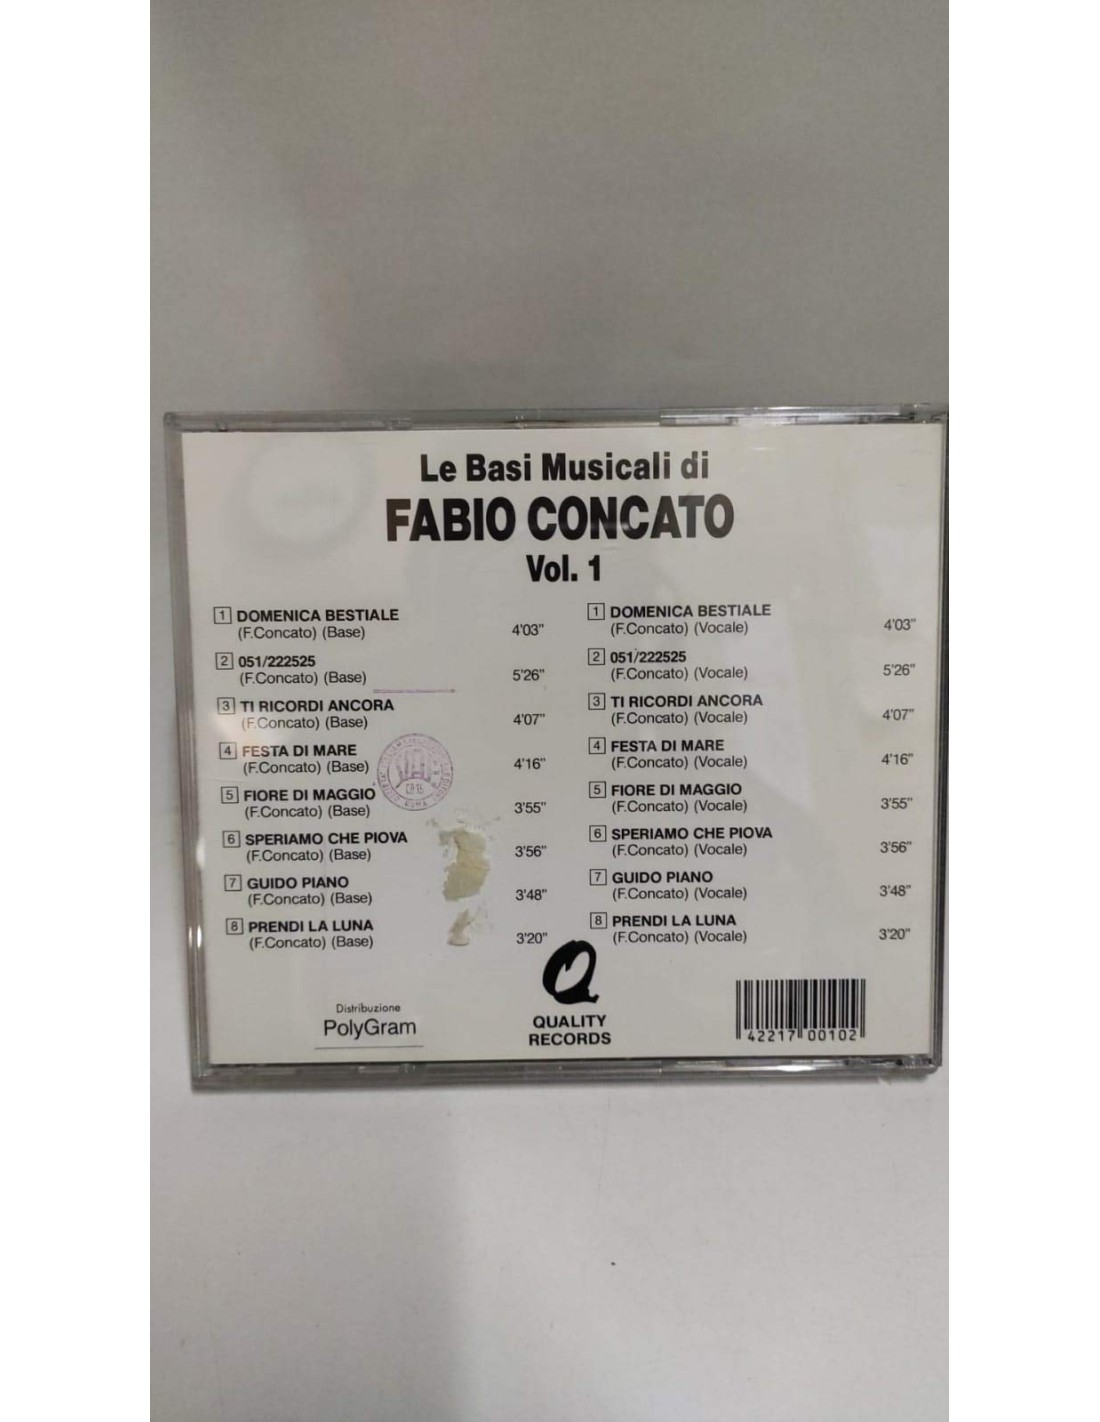 Le Basi Musicali di
FABIO CONCATO
Vol. 1
1 DOMENICA BESTIALE
(F.Concato) (Base) 4'03"
2 051/222525
(F.Concato) (Base) 5'26"
3 TI RICORDI ANCORA
(F.Concato) (Base) 4'07"
4 FESTA DI MARE
(F.Concato) (Base) 4'16"
5 FIORE DI MAGGIO
(F.Concato) (Base) 3'55"
6 SPERIAMO CHE PIOVA
(F.Concato) (Base) 3'56"
7 GUIDO PIANO
(F.Concato) (Base) 3'48"
8 PRENDI LA LUNA
(F.Concato) (Base) 3'20"
1 DOMENICA BESTIALE
(F.Concato) (Vocale) 4'03"
2 051/222525
(F.Concato) (Vocale) 5'26"
3 TI RICORDI ANCORA
(F.Concato) (Vocale) 4'07"
4 FESTA DI MARE
(F.Concato) (Vocale) 4'16"
5 FIORE DI MAGGIO
(F.Concato) (Vocale) 3'55"
6 SPERIAMO CHE PIOVA
(F.Concato) (Vocale) 3'56"
7 GUIDO PIANO
(F.Concato) (Vocale) 3'48"
8 PRENDI LA LUNA
(F.Concato) (Vocale) 3'20"
Distribuzione
PolyGram
Q
QUALITY
RECORDS
42217 00102
ROMA